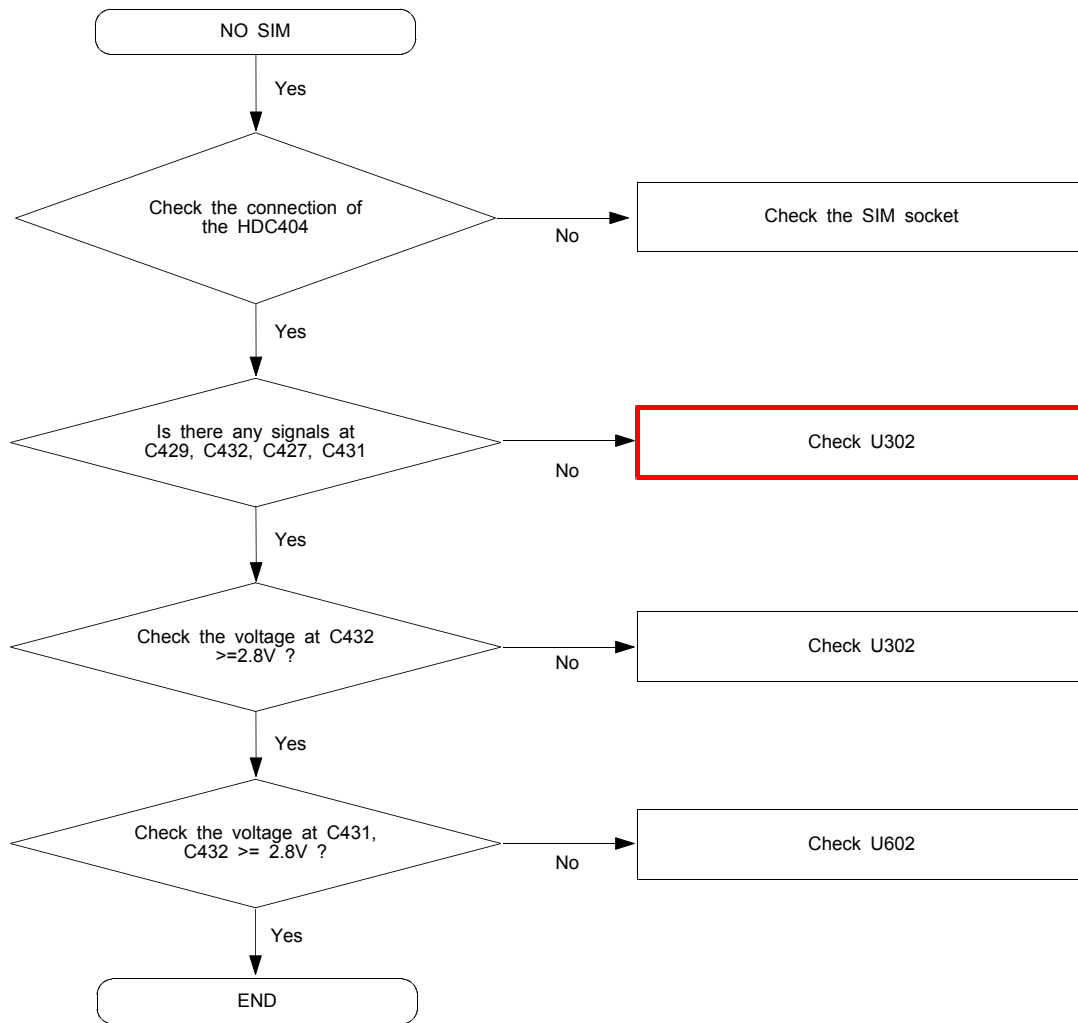 NO SIM
Yes
Check the connection of
the HDC404
No
Check the SIM socket
Yes
Is there any signals at
C429, C432, C427, C431
No
Check U302
Yes
Check the voltage at C432
>=2.8V ?
No
Check U302
Yes
Check the voltage at C431,
C432 >= 2.8V ?
No
Check U602
Yes
END